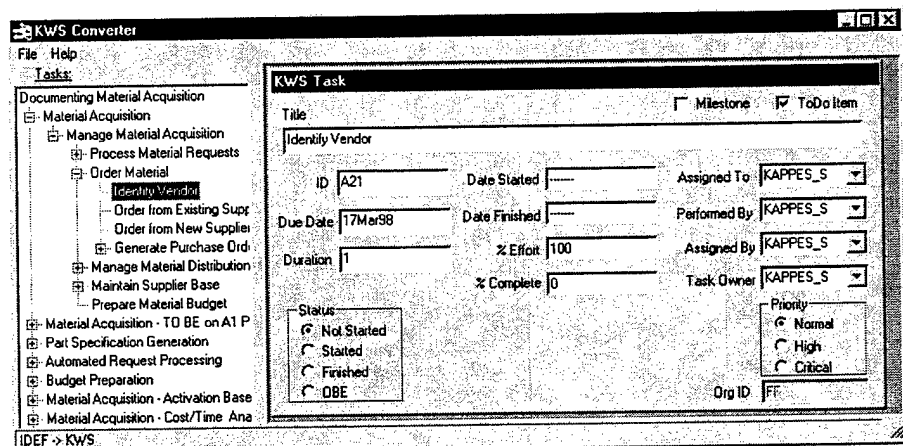 KWS Converter
File Help
Tasks:
Documenting Material Acquisition
Material Acquisition
Manage Material Acquisition
Process Material Requests
Order Material
Identify Vendor
Order from Existing Supp
Order from New Supplier
Generate Purchase Ord
Manage Material Distribution
Maintain Supplier Base
Prepare Material Budget
Material Acquisition - TO BE on A1 P
Part Specification Generation
Automated Request Processing
Budget Preparation
Material Acquisition - Activation Base
Material Acquisition - Cost/Time Ana
KWS Task
Milestone ToDo Item
Title
Identify Vendor
ID A21 Date Started -------- Assigned To KAPPES_S
Due Date 17Mar98 Date Finished -------- Performed By KAPPES_S
Duration 1 % Effort 100 Assigned By KAPPES_S
% Complete 0 Task Owner KAPPES_S
Status
Not Started
Started
Finished
OBE
Priority
Normal
High
Critical
Org ID FF
IDEF -> KWS